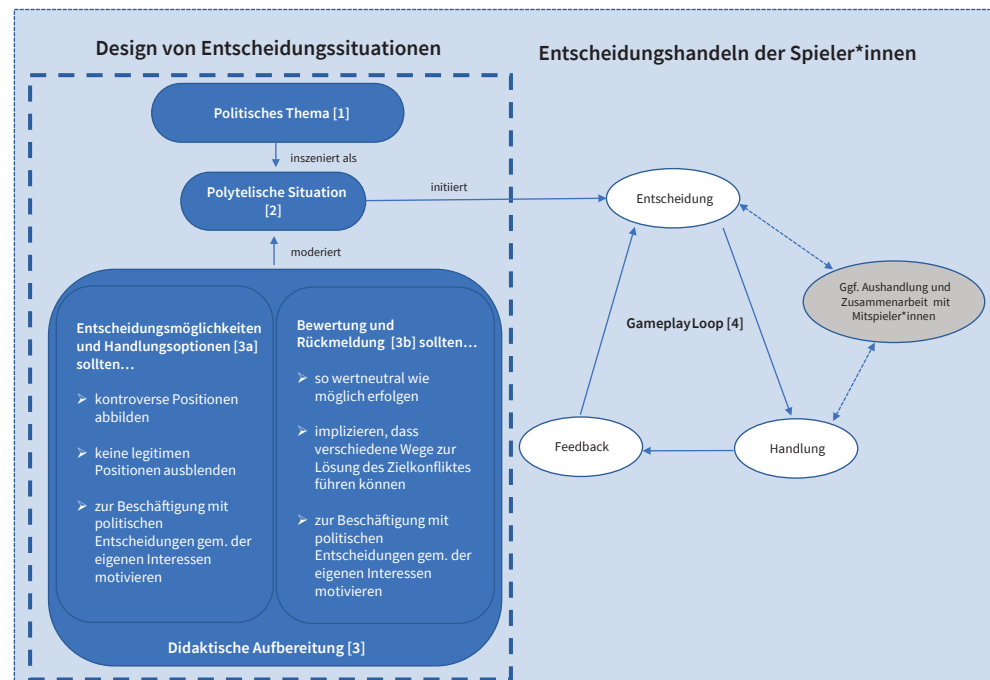 Design von Entscheidungssituationen
Entscheidungshandeln der Spieler*innen
Politisches Thema [1]
inszeniert als
Polytelische Situation
[2]
initiiert
moderiert
Entscheidungsmöglichkeiten
und Handlungsoptionen [3a]
sollten…
➢ kontroverse Positionen
abbilden
➢ keine legitimen
Positionen ausblenden
➢ zur Beschäftigung mit
politischen
Entscheidungen gem. der
eigenen Interessen
motivieren
Bewertung und
Rückmeldung [3b] sollten…
➢ so wertneutral wie
möglich erfolgen
➢ implizieren, dass
verschiedene Wege zur
Lösung des Zielkonfliktes
führen können
➢ zur Beschäftigung mit
politischen
Entscheidungen gem. der
eigenen Interessen
motivieren
Didaktische Aufbereitung [3]
Entscheidung
Ggf. Aushandlung und
Zusammenarbeit mit
Mitspieler*innen
Gameplay Loop [4]
Feedback
Handlung